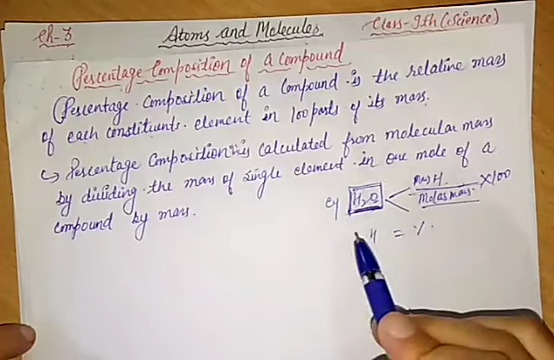 Ch-3 Atoms and Molecules Class-9th (Science)
Percentage Composition of a Compound
(Percentage composition of a compound is the relative mass
of each constituents element in 100 parts of its mass.
↳ Percentage composition is calculated from molecular mass
by dividing the mass of single element in one mole of a
compound by mass.
eg H₂O < mass H / Molar mass × 100
H = %